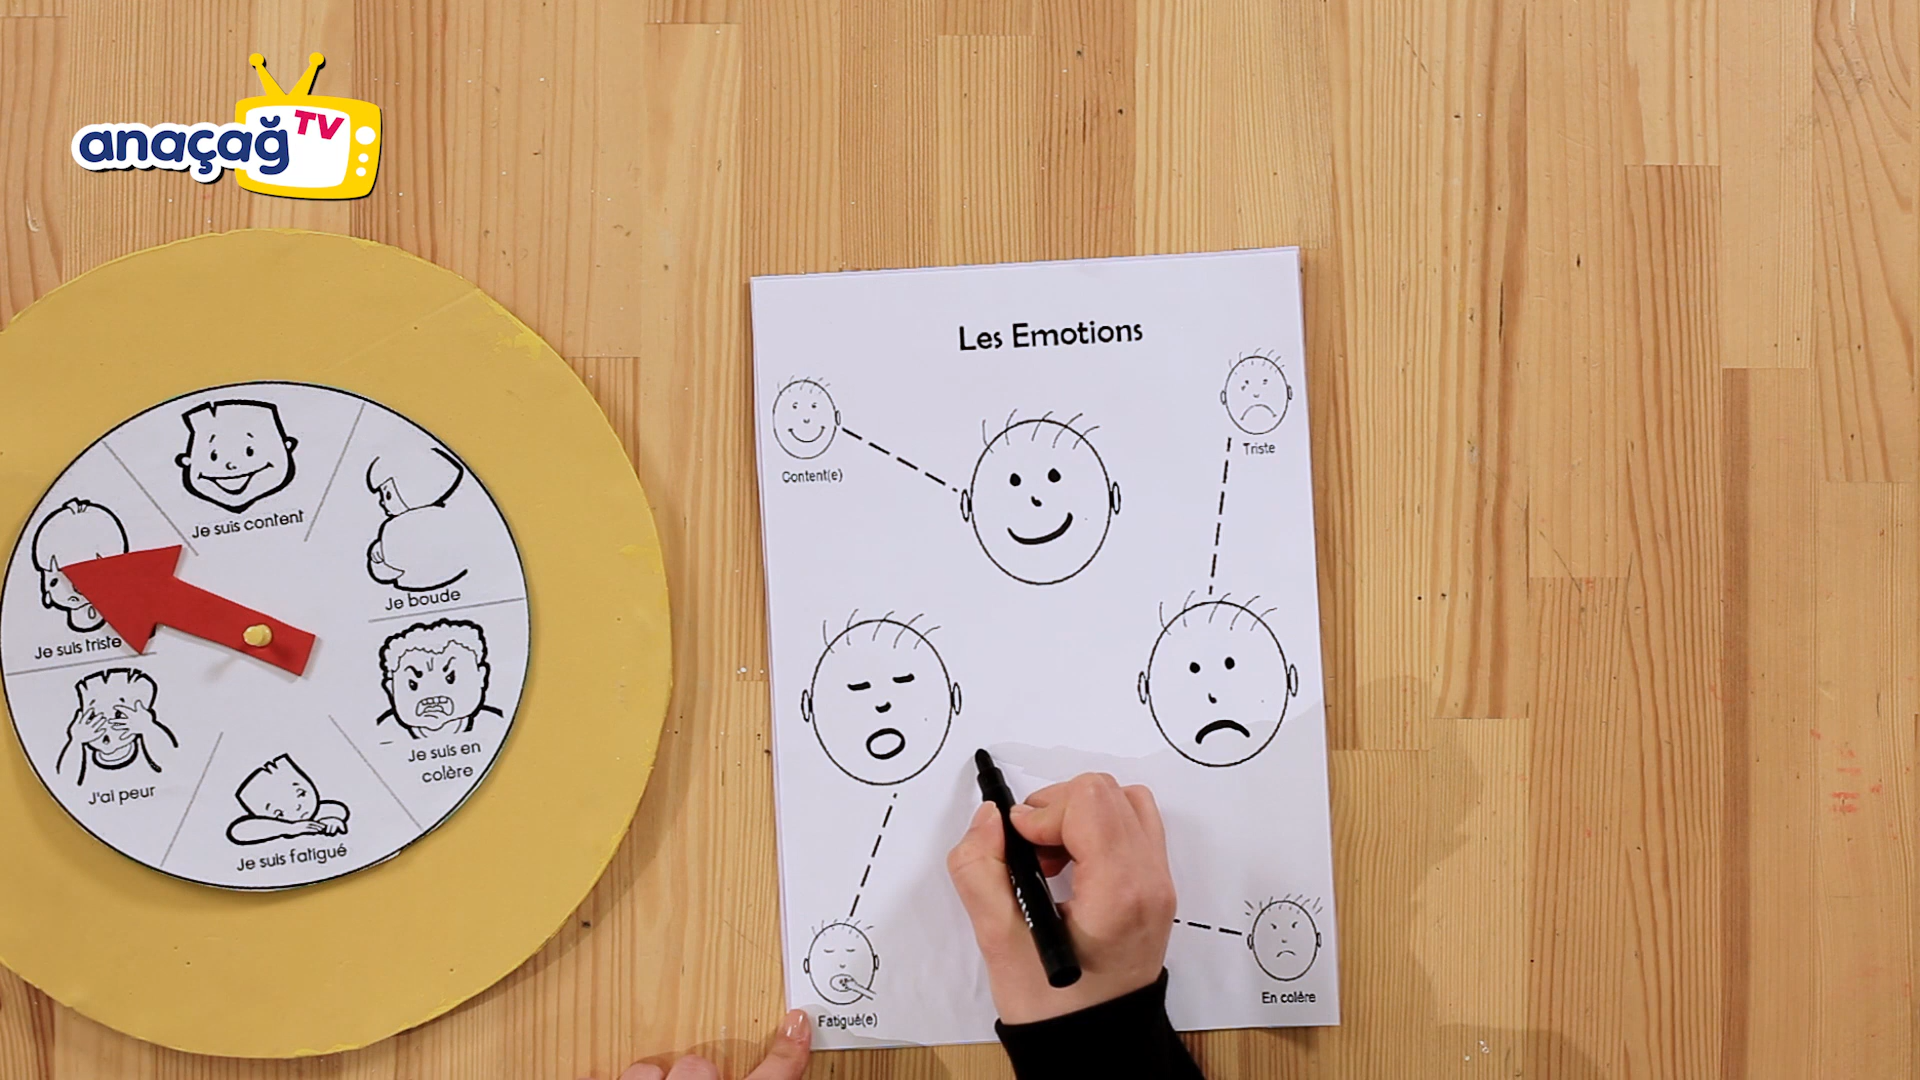 anaçağ TV
Je suis content
Je boude
Je suis en
colère
Je suis fatigué
J'ai peur
Je suis triste
Les Emotions
Content(e)
Triste
Fatigué(e)
En colère